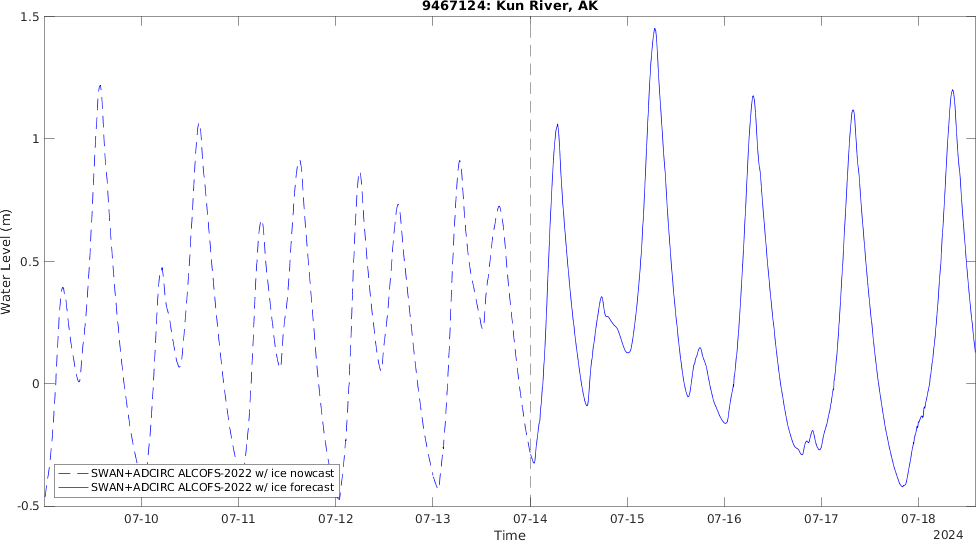 9467124: Kun River, AK
Water Level (m)
1.5
1
0.5
0
-0.5
SWAN+ADCIRC ALCOFS-2022 w/ ice nowcast
SWAN+ADCIRC ALCOFS-2022 w/ ice forecast
07-10 07-11 07-12 07-13 07-14 07-15 07-16 07-17 07-18
Time
2024